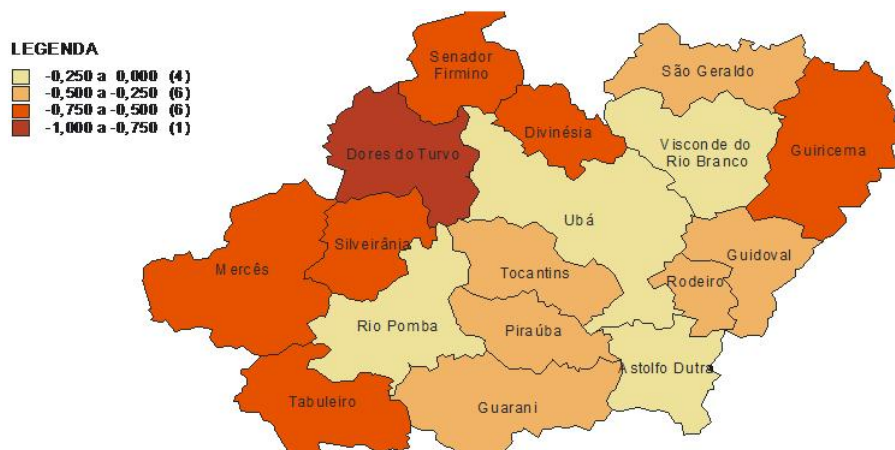 LEGENDA
-0,250 a 0,000 (4)
-0,500 a -0,250 (6)
-0,750 a -0,500 (6)
-1,000 a -0,750 (1)
Senador
Firmino
São Geraldo
Divinésia
Dores do Turvo
Visconde do
Rio Branco
Guiricema
Ubá
Silveirânia
Mercês
Tocantins
Guidoval
Rodeiro
Rio Pomba
Piraúba
Astolfo Dutra
Tabuleiro
Guarani